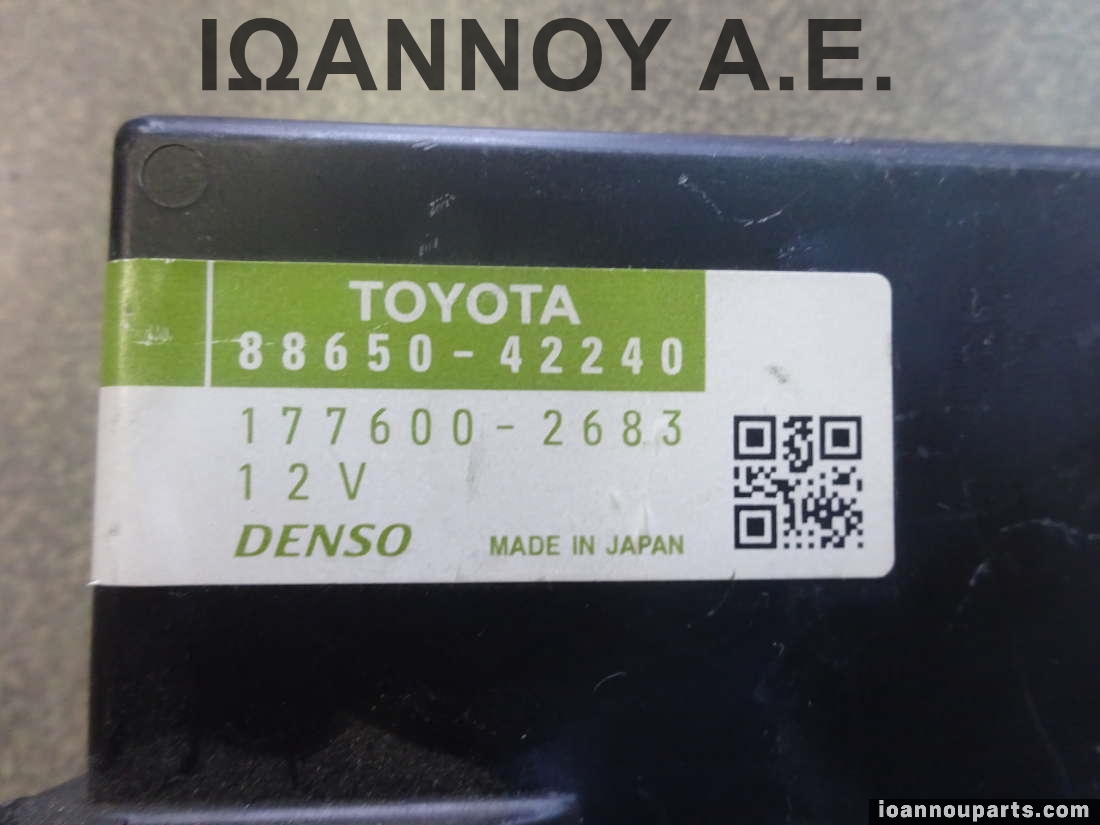 ΙΩΑΝΝΟΥ Α.Ε.
TOYOTA
88650-42240
177600-2683
12V
DENSO MADE IN JAPAN
ioannouparts.com